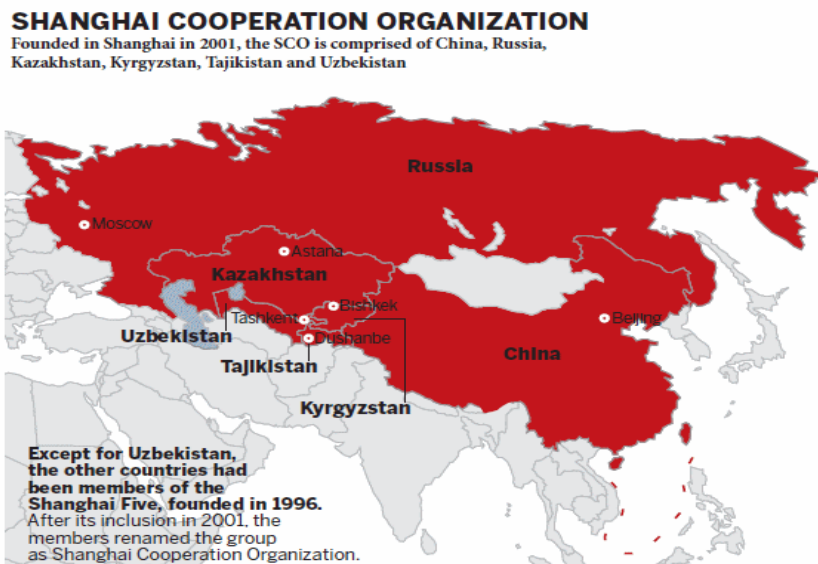 SHANGHAI COOPERATION ORGANIZATION
Founded in Shanghai in 2001, the SCO is comprised of China, Russia,
Kazakhstan, Kyrgyzstan, Tajikistan and Uzbekistan
Russia
Moscow
Astana
Kazakhstan
Bishkek
Tashkent
Beijing
Uzbekistan
Dushanbe
China
Tajikistan
Kyrgyzstan
Except for Uzbekistan,
the other countries had
been members of the
Shanghai Five, founded in 1996.
After its inclusion in 2001, the
members renamed the group
as Shanghai Cooperation Organization.